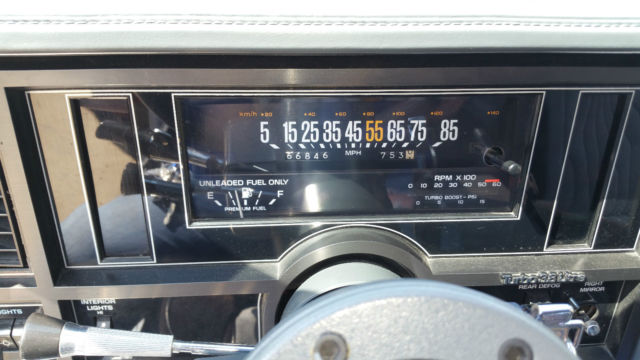 km/h 20 40 60 80 100 120 140
5 15 25 35 45 55 65 75 85
66846 MPH 753
UNLEADED FUEL ONLY
RPM X 100
E F
0 10 20 30 40 50 60
PREMIUM FUEL
TURBO BOOST - PSI
0 5 10 15
INTERIOR LIGHTS
HI
LIGHTS
REAR DEFOG
RIGHT MIRROR